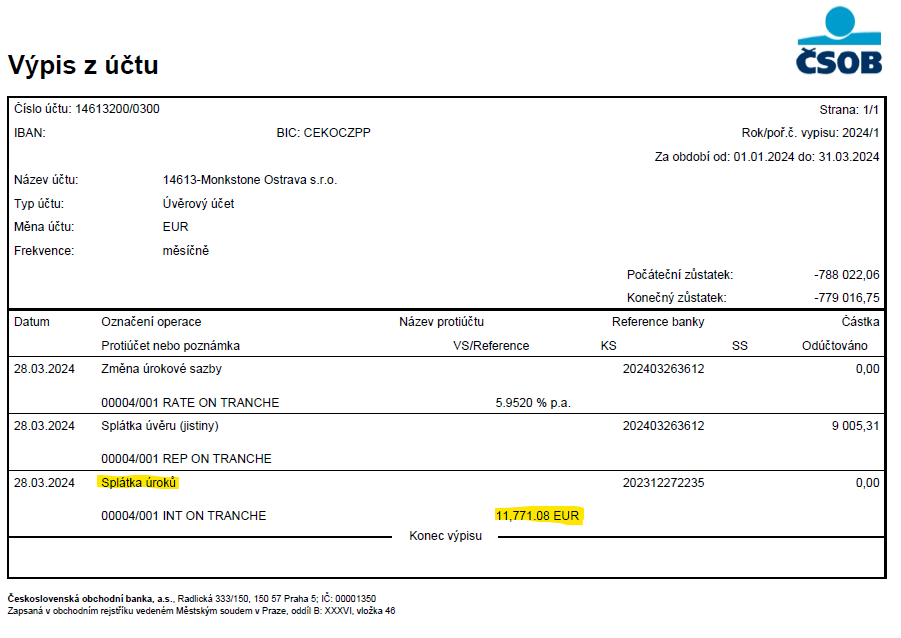 ČSOB
Výpis z účtu
Číslo účtu: 14613200/0300 Strana: 1/1
IBAN: BIC: CEKOCZPP Rok/poř.č. výpisu: 2024/1
Za období od: 01.01.2024 do: 31.03.2024
Název účtu: 14613-Monkstone Ostrava s.r.o.
Typ účtu: Úvěrový účet
Měna účtu: EUR
Frekvence: měsíčně
Počáteční zůstatek: -788 022,06
Konečný zůstatek: -779 016,75
Datum Označení operace Název protiúčtu Reference banky Částka
Protiúčet nebo poznámka VS/Reference KS SS Odúčtováno
28.03.2024 Změna úrokové sazby 202403263612 0,00
00004/001 RATE ON TRANCHE 5.9520 % p.a.
28.03.2024 Splátka úvěru (jistiny) 202403263612 9 005,31
00004/001 REP ON TRANCHE
28.03.2024 Splátka úroků 202312272235 0,00
00004/001 INT ON TRANCHE 11,771.08 EUR
Konec výpisu
Československá obchodní banka, a.s., Radlická 333/150, 150 57 Praha 5; IČ: 00001350
Zapsaná v obchodním rejstříku vedeném Městským soudem v Praze, oddíl B: XXXVI, vložka 46